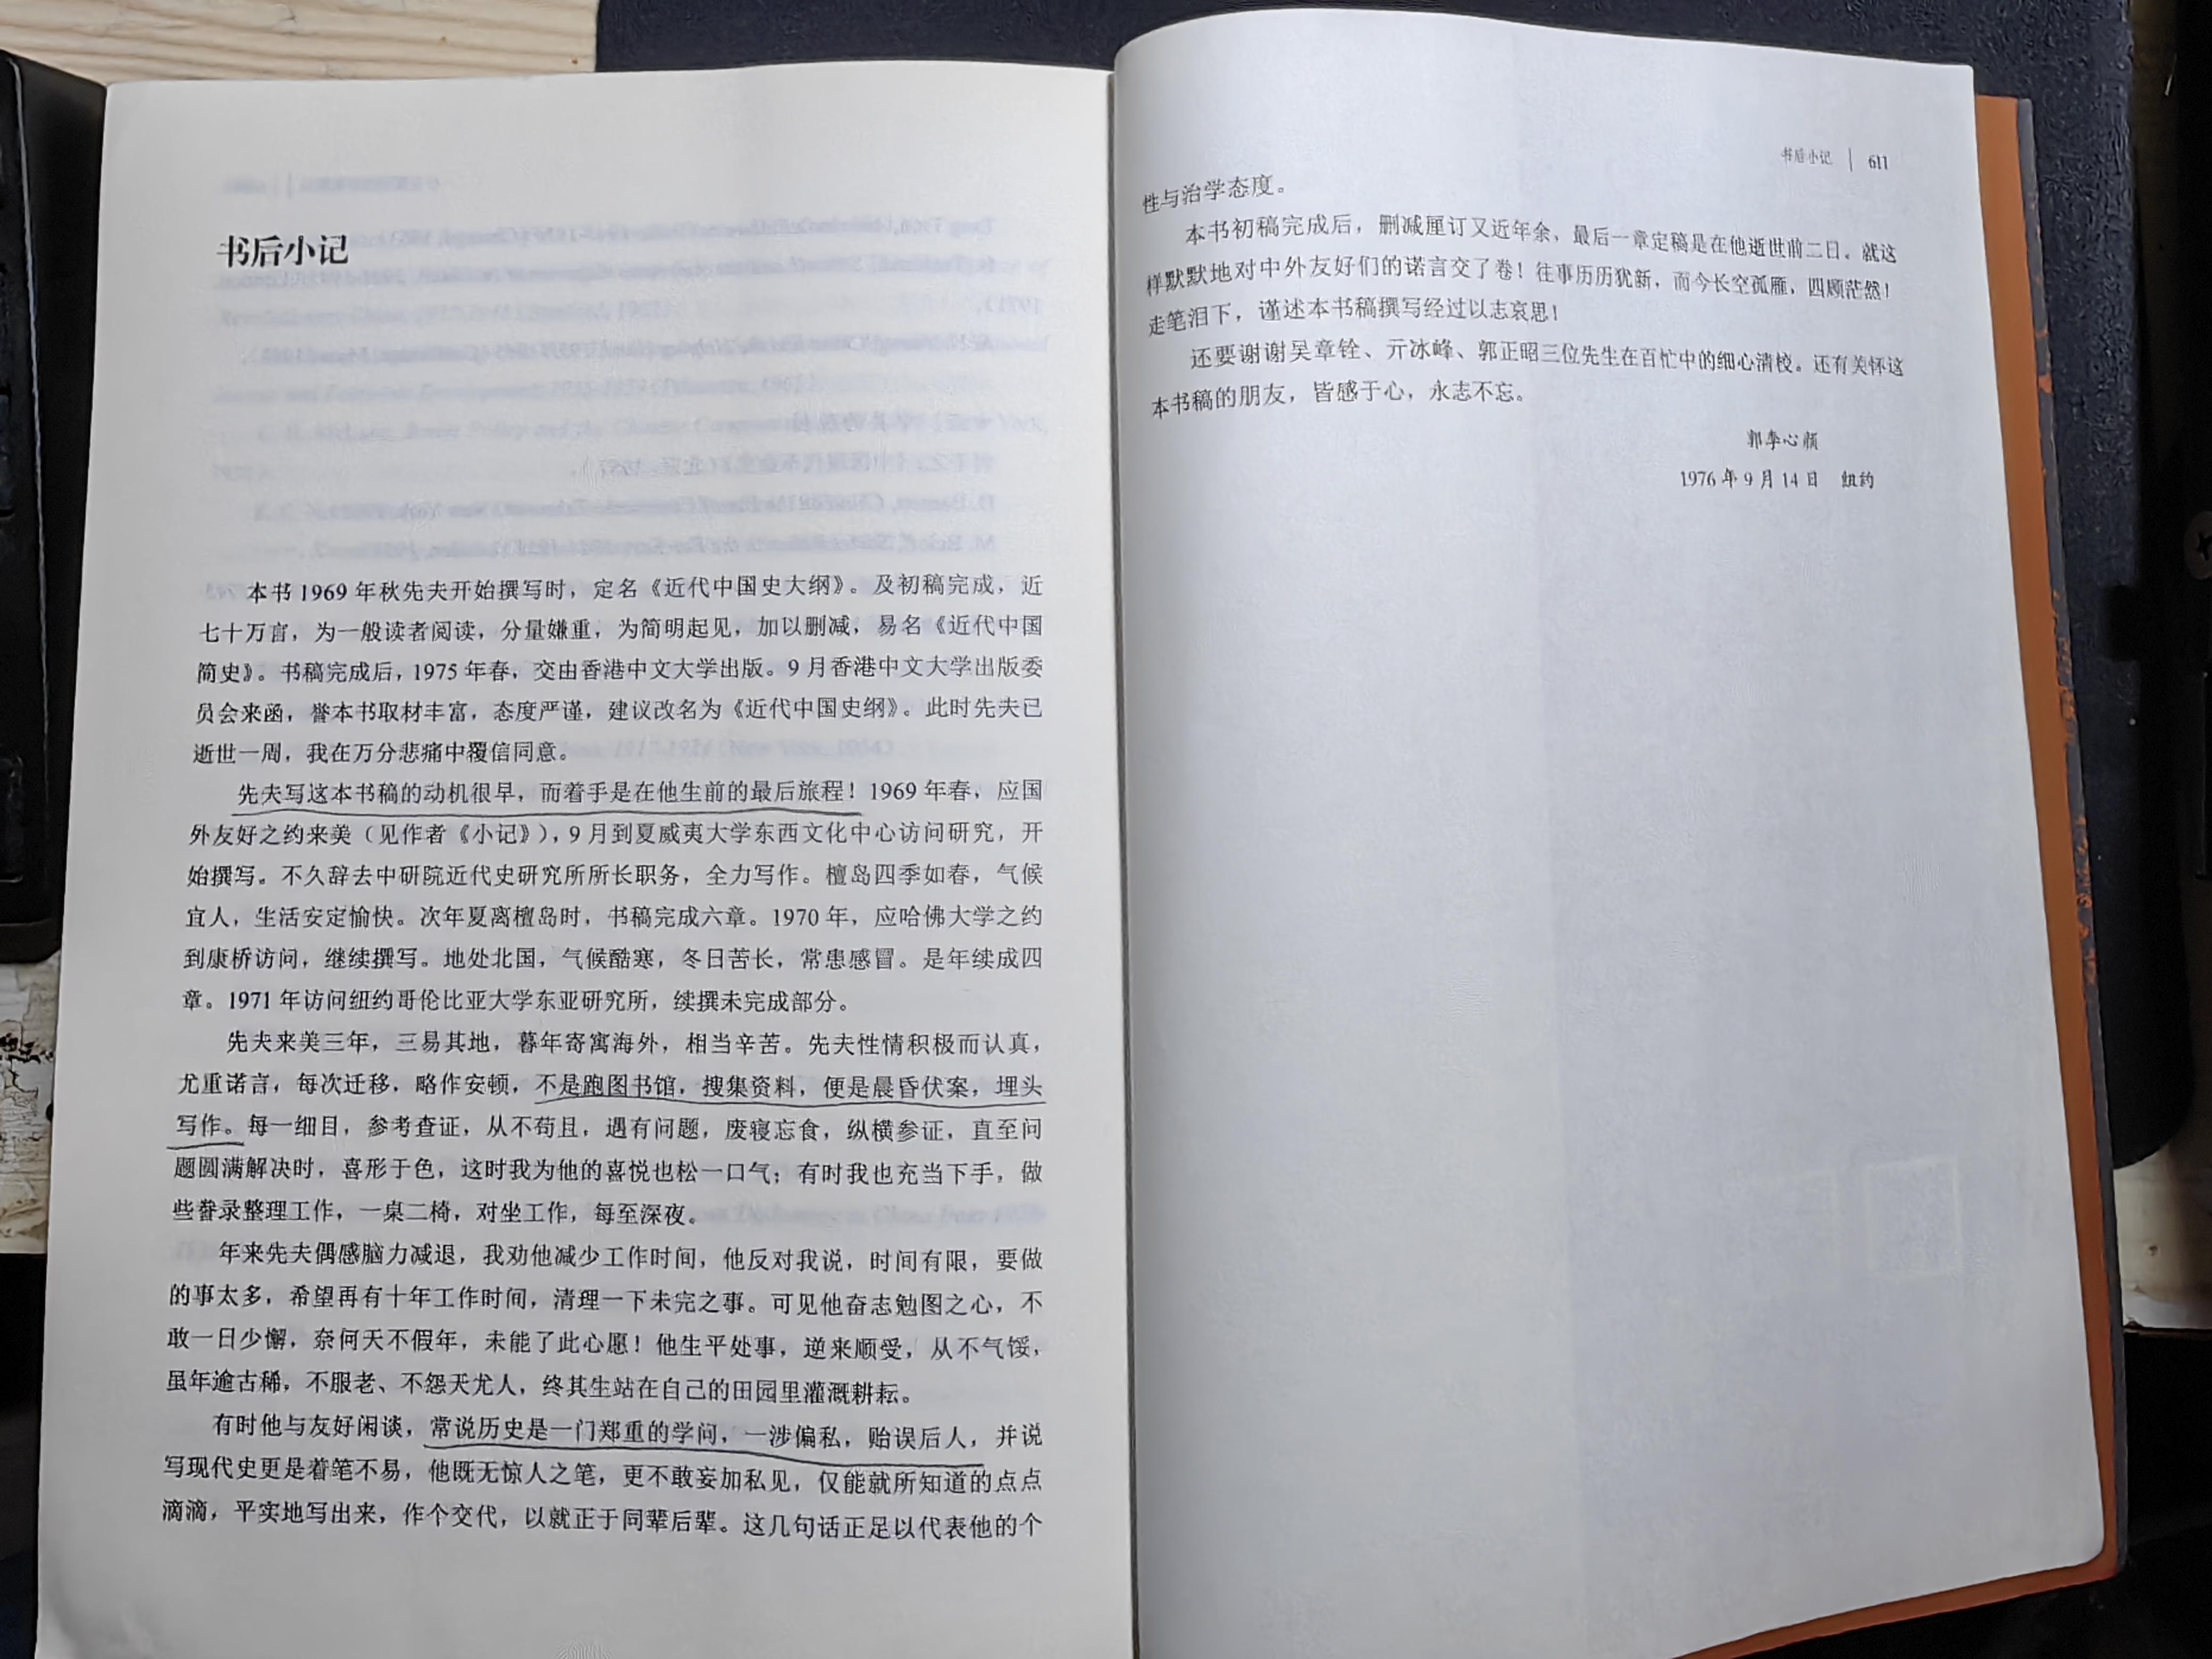 书后小记
本书1969年秋先夫开始撰写时，定名《近代中国史大纲》。及初稿完成，近
七十万言，为一般读者阅读，分量嫌重，为简明起见，加以删减，易名《近代中国
简史》。书稿完成后，1975年春，交由香港中文大学出版。9月香港中文大学出版委
员会来函，誉本书取材丰富，态度严谨，建议改名为《近代中国史纲》。此时先夫已
逝世一周，我在万分悲痛中覆信同意。
先夫写这本书稿的动机很早，而着手是在他生前的最后旅程！1969年春，应国
外友好之约来美（见作者《小记》），9月到夏威夷大学东西文化中心访问研究，开
始撰写。不久辞去中研院近代史研究所所长职务，全力写作。檀岛四季如春，气候
宜人，生活安定愉快。次年夏离檀岛时，书稿完成六章。1970年，应哈佛大学之约
到康桥访问，继续撰写。地处北国，气候酷寒，冬日苦长，常患感冒。是年续成四
章。1971年访问纽约哥伦比亚大学东亚研究所，续撰未完成部分。
先夫来美三年，三易其地，暮年寄寓海外，相当辛苦。先夫性情积极而认真，
尤重诺言，每次迁移，略作安顿，不是跑图书馆，搜集资料，便是晨昏伏案，埋头
写作。每一细目，参考查证，从不苟且，遇有问题，废寝忘食，纵横参证，直至问
题圆满解决时，喜形于色，这时我为他的喜悦也松一口气；有时我也充当下手，做
些誊录整理工作，一桌二椅，对坐工作，每至深夜。
年来先夫偶感脑力减退，我劝他减少工作时间，他反对我说，时间有限，要做
的事太多，希望再有十年工作时间，清理一下未完之事。可见他奋志勉图之心，不
敢一日少懈，奈何天不假年，未能了此心愿！他生平处事，逆来顺受，从不气馁，
虽年逾古稀，不服老、不怨天尤人，终其生站在自己的田园里灌溉耕耘。
有时他与友好闲谈，常说历史是一门郑重的学问，一涉偏私，贻误后人，并说
写现代史更是着笔不易，他既无惊人之笔，更不敢妄加私见，仅能就所知道的点点
滴滴，平实地写出来，作个交代，以就正于同辈后辈。这几句话正足以代表他的个
书后小记 | 611
性与治学态度。
本书初稿完成后，删减厘订又近年余，最后一章定稿是在他逝世前二日。就这
样默默地对中外友好们的诺言交了卷！往事历历犹新，而今长空孤雁，四顾茫然！
走笔泪下，谨述本书稿撰写经过以志哀思！
还要谢谢吴章铨、亓冰峰、郭正昭三位先生在百忙中的细心清校。还有关怀这
本书稿的朋友，皆感于心，永志不忘。
郭李心颜
1976年9月14日 纽约